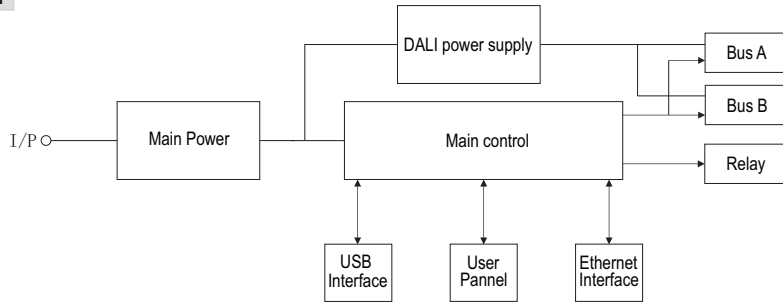 DALI power supply
Bus A
Bus B
I/P
Main Power
Main control
Relay
USB
Interface
User
Pannel
Ethernet
Interface